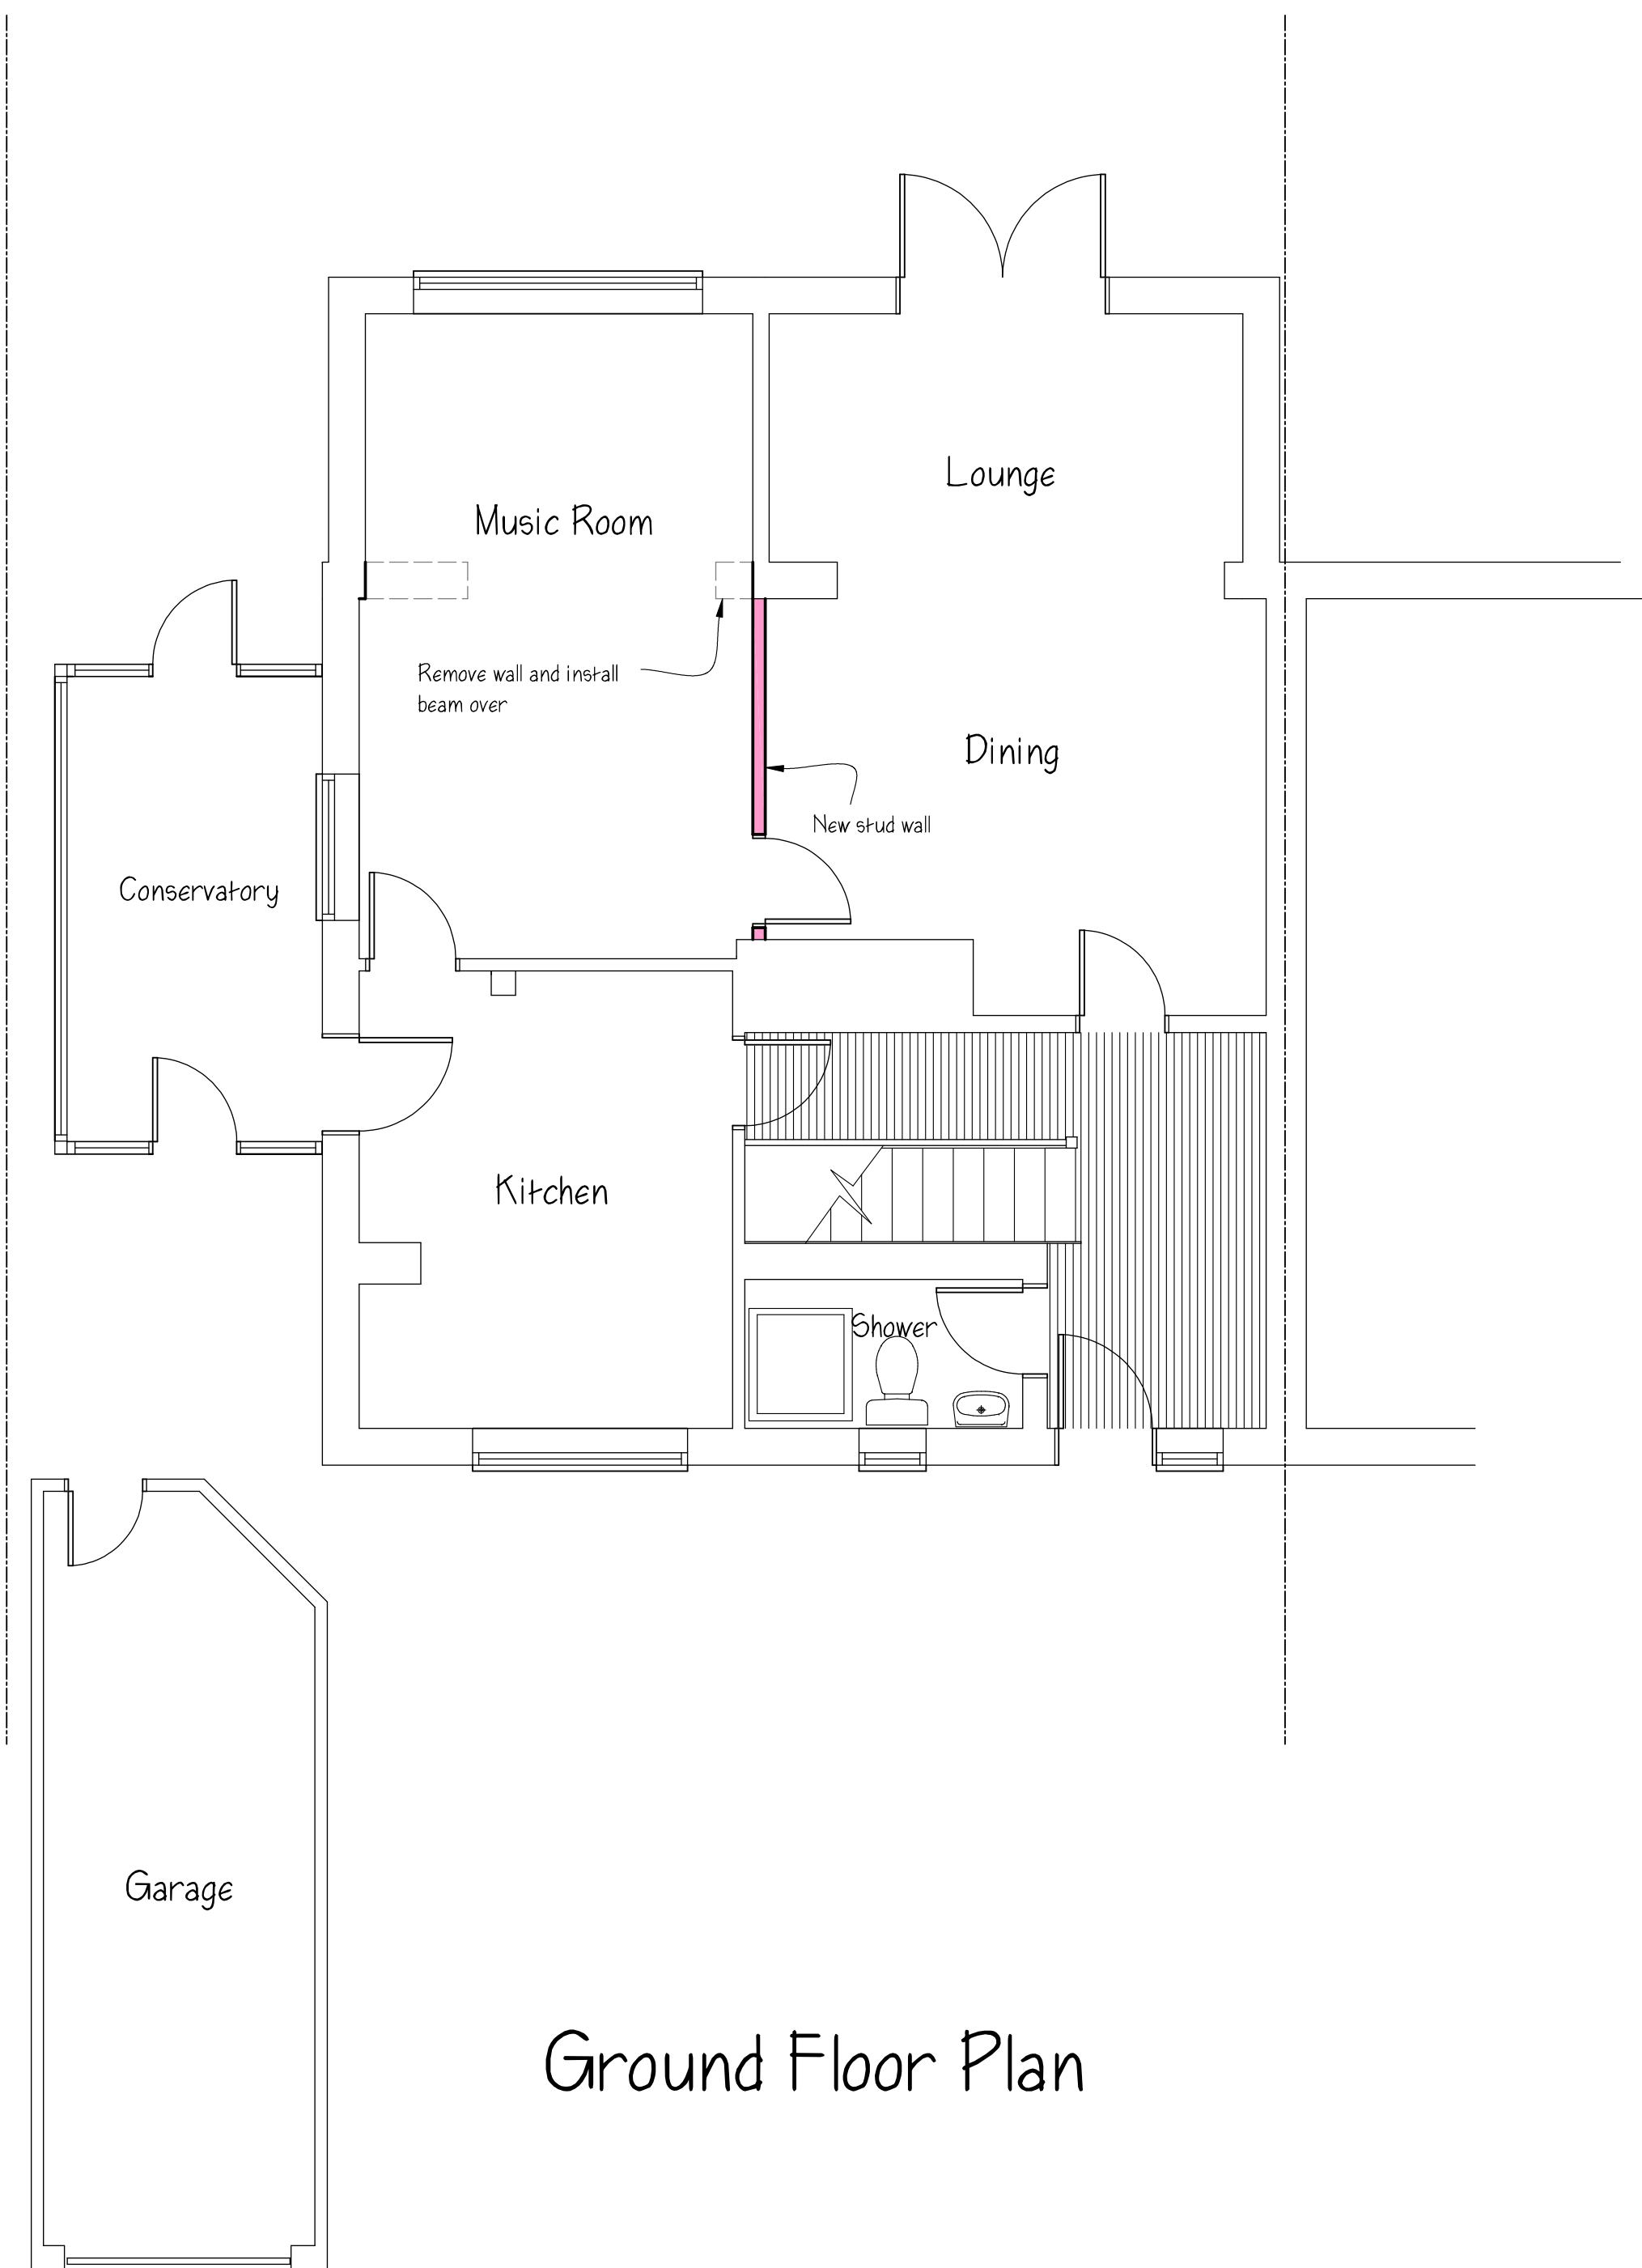 Lounge
Music Room
Remove wall and install
beam over
Dining
New stud wall
Conservatory
Kitchen
Shower
Garage
Ground Floor Plan